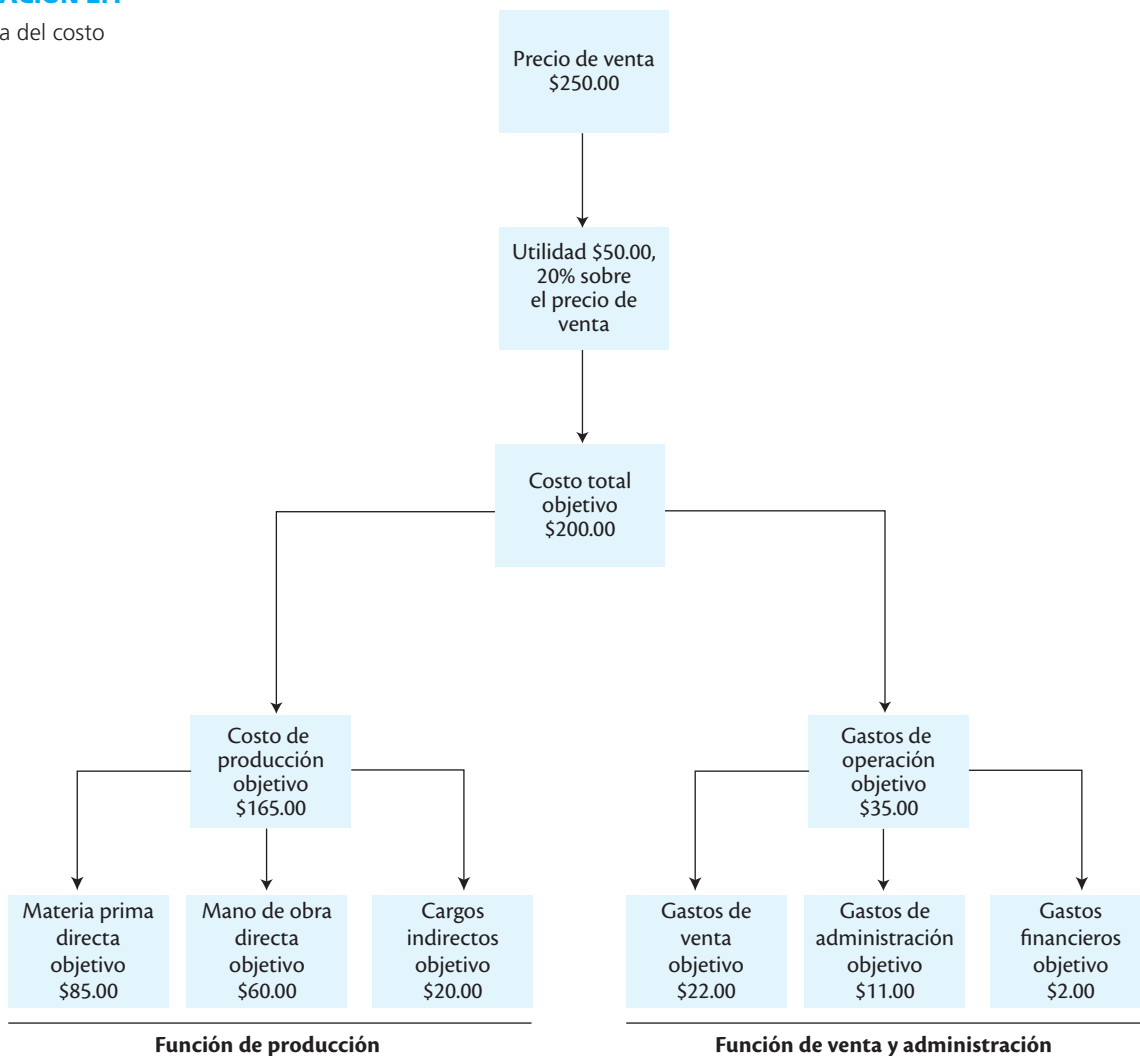 a del costo
Precio de venta
$250.00
Utilidad $50.00,
20% sobre
el precio de
venta
Costo total
objetivo
$200.00
Costo de
producción
objetivo
$165.00
Gastos de
operación
objetivo
$35.00
Materia prima
directa
objetivo
$85.00
Mano de obra
directa
objetivo
$60.00
Cargos
indirectos
objetivo
$20.00
Gastos de
venta
objetivo
$22.00
Gastos de
administración
objetivo
$11.00
Gastos
financieros
objetivo
$2.00
Función de producción
Función de venta y administración